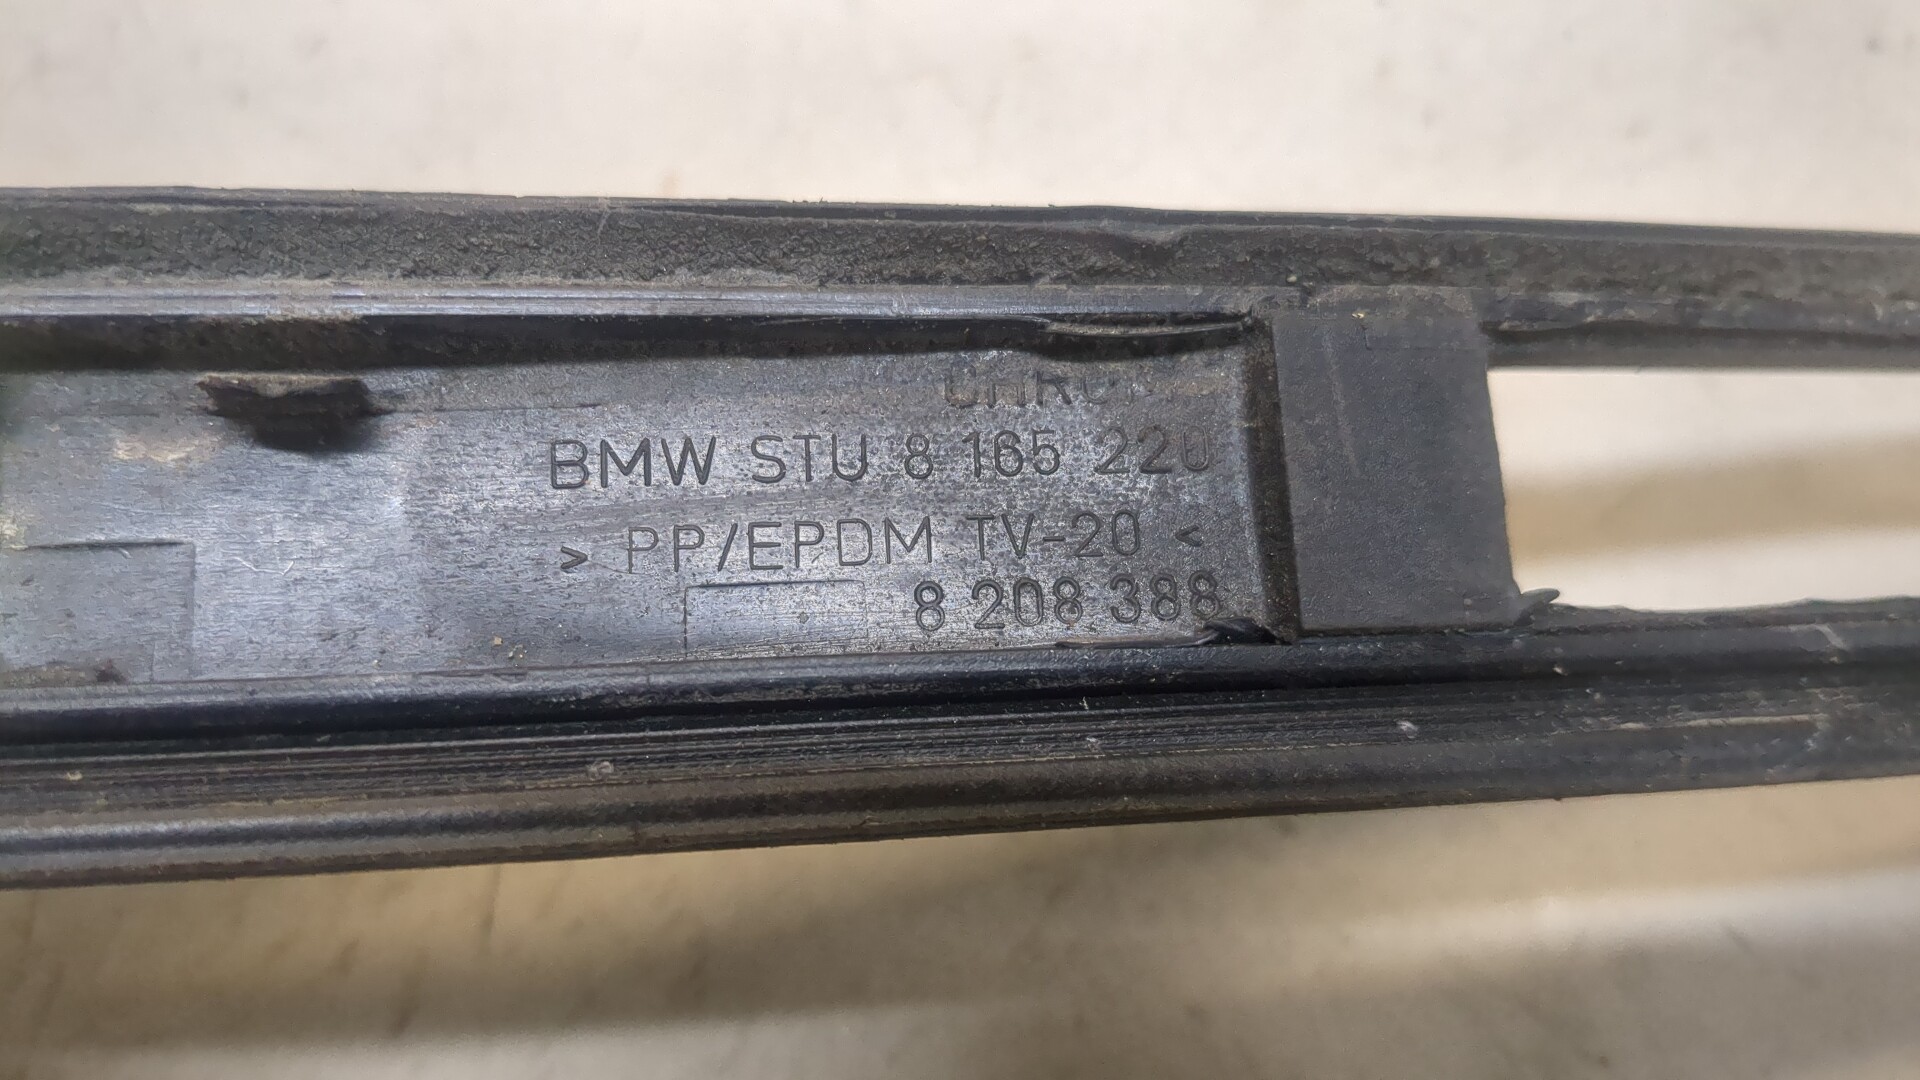 BMW STU 8 165 220
> PP/EPDM TV-20 <
8 208 388